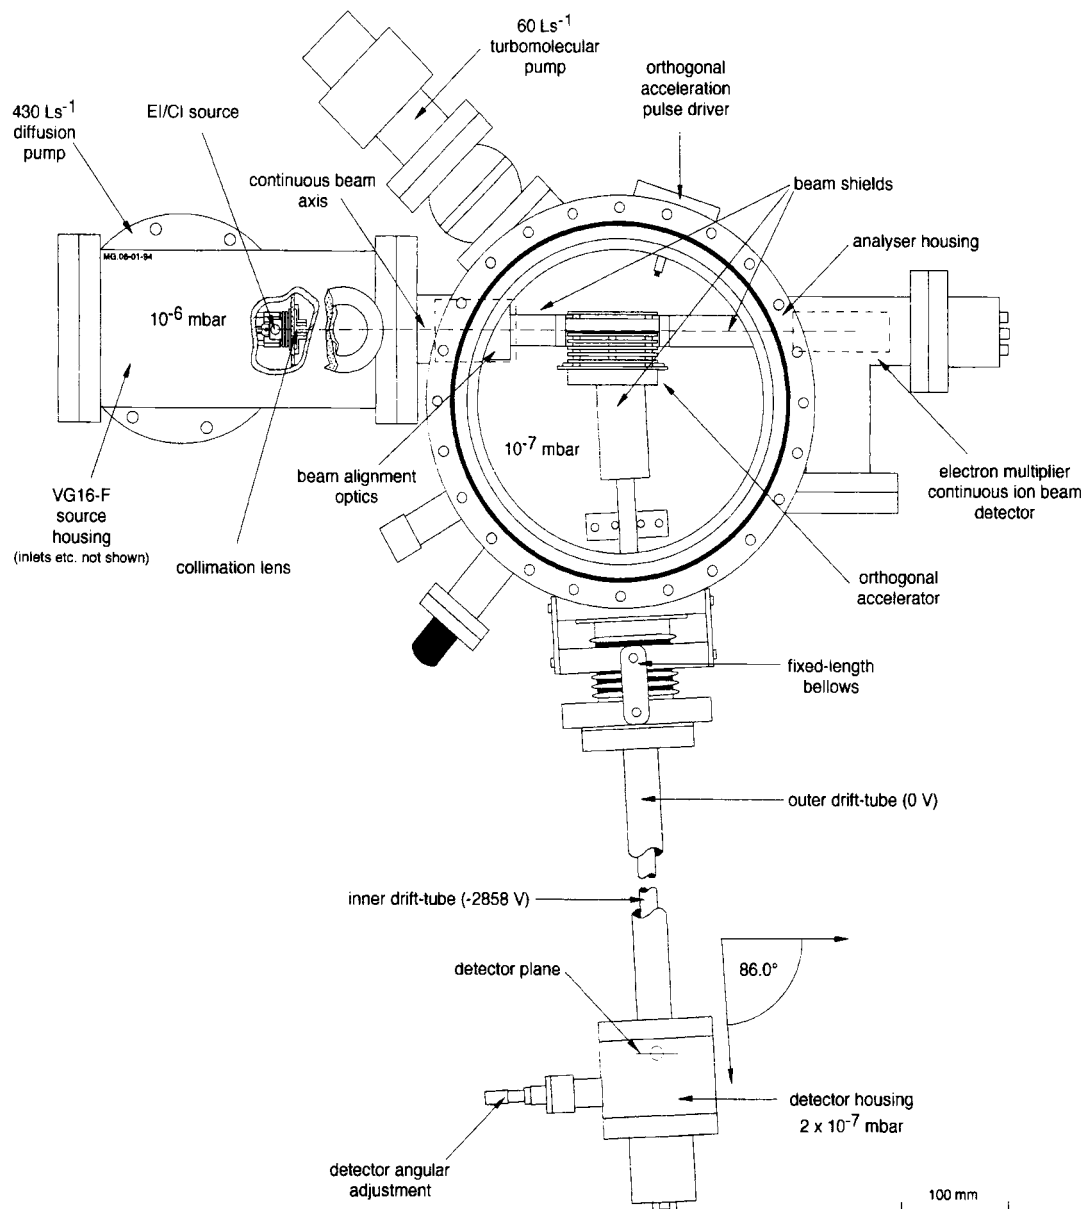 60 Ls-1
turbomolecular
pump
orthogonal
acceleration
pulse driver
430 Ls-1
diffusion
pump
EI/CI source
continuous beam
axis
beam shields
analyser housing
MG.06-01-94
10-6 mbar
10-7 mbar
beam alignment
optics
electron multiplier
continuous ion beam
detector
VG16-F
source
housing
(inlets etc. not shown)
collimation lens
orthogonal
accelerator
fixed-length
bellows
outer drift-tube (0 V)
inner drift-tube (-2858 V)
detector plane
86.0°
detector housing
2 x 10-7 mbar
detector angular
adjustment
100 mm